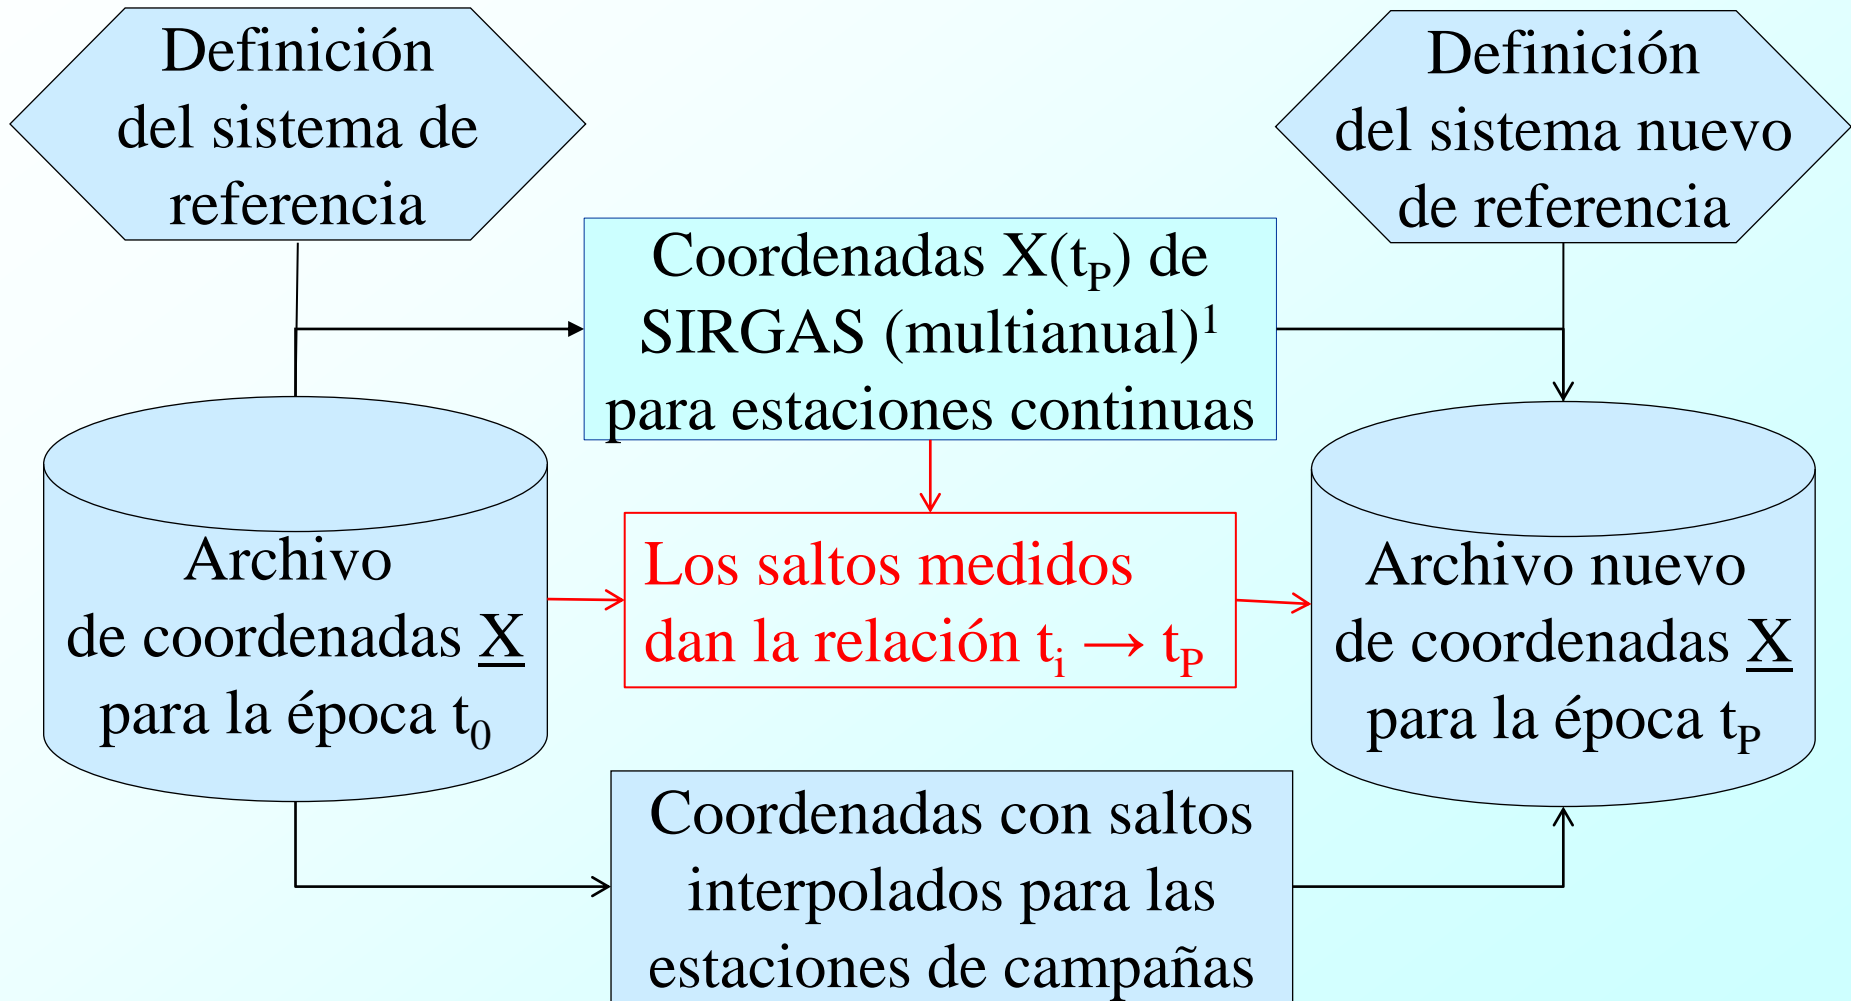 Definición
del sistema de
referencia
Definición
del sistema nuevo
de referencia
Coordenadas X(tₚ) de
SIRGAS (multianual)¹
para estaciones continuas
Archivo
de coordenadas X
para la época t₀
Los saltos medidos
dan la relación tᵢ → tₚ
Archivo nuevo
de coordenadas X
para la época tₚ
Coordenadas con saltos
interpolados para las
estaciones de campañas